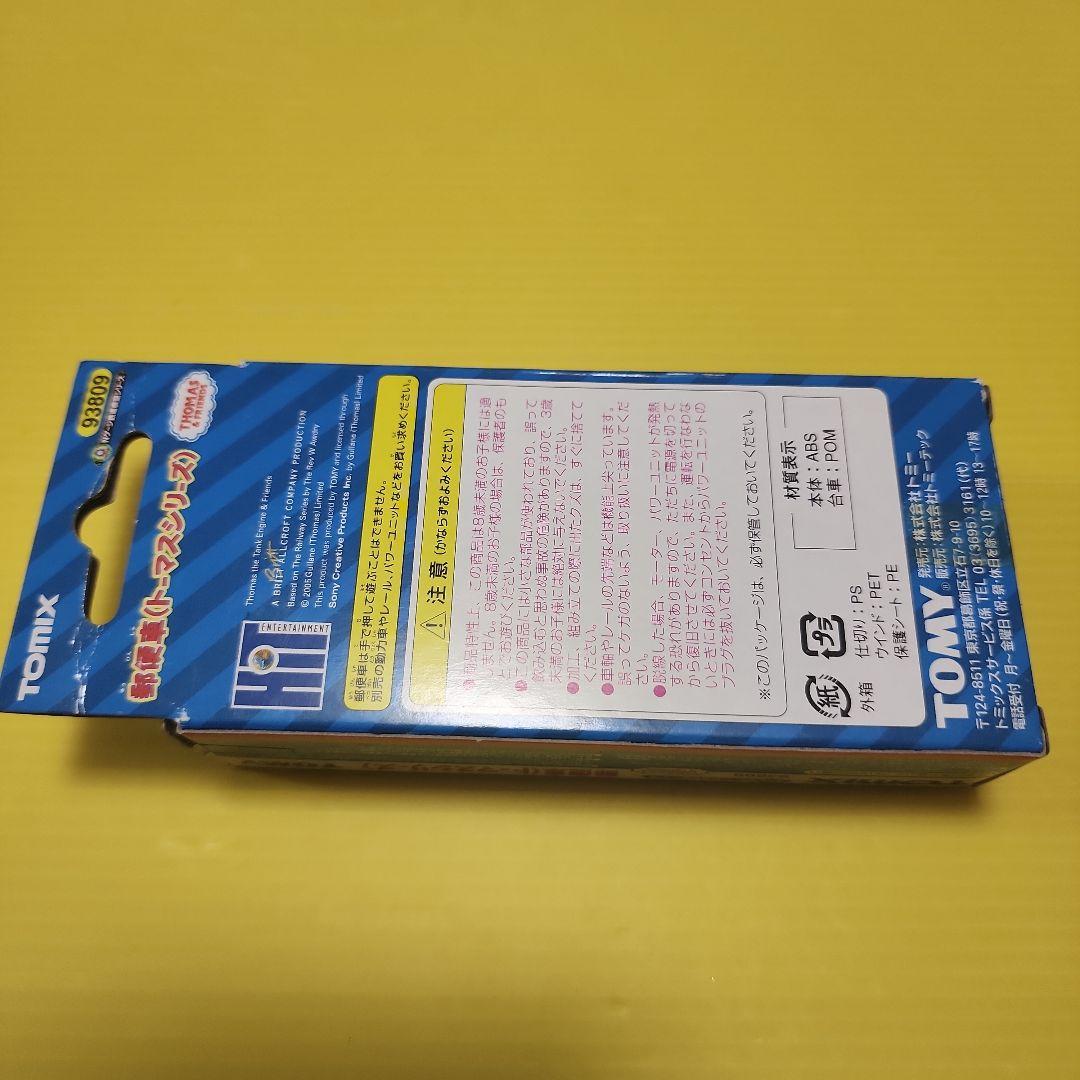 TOMIX
93809
Nゲージ鉄道模型シリーズ
郵便車(トーマスシリーズ)
THOMAS
& FRIENDS
HiT
ENTERTAINMENT
Thomas the Tank Engine & Friends
ALLCROFT COMPANY PRODUCTION
Based on The Railway Series by The Rev W Awdry
© 2005 Gullane (Thomas) Limited
This product was produced by TOMY and licensed through
Sony Creative Products Inc. by Gullane (Thomas) Limited
郵便車は手で押して遊ぶことはできません。
別売の動力車やレール、パワーユニットなどをお買い求めください。
注意(かならずおよみください)
この商品は8歳未満のお子様には適
さません。8歳未満のお子様の場合は、保護者のも
とでお遊びください。
●この商品には小さな部品が使われており、誤って
飲み込むと思わぬ事故の危険がありますので、3歳
未満のお子様には絶対に与えないでください。
●加工、組み立ての際に出たクズは、すぐに捨てて
ください。
●車軸やレールの先端などは機能上尖っています。
誤ってケガのないよう、取り扱いに注意してくだ
さい。
●脱線した場合、モーター、パワーユニットが発熱
する恐れがありますので、ただちに電源を切って
から復旧させてください。また、運転を行なわな
いときには必ずコンセントからパワーユニットの
プラグを抜いておいてください。
※このパッケージは、必ず保管しておいてください。
紙
外箱
プラ
仕切り:PS
ウインド:PET
保護シート:PE
材質表示
本体:ABS
台車:POM
TOMY®
発売元:株式会社トミー
販売元:株式会社トミーテック
〒124-8511 東京都葛飾区立石7-9-10
トミックスサービス係 TEL 03(3695)3161(代)
電話受付 月~金曜日(祝・祭・休日を除く)10~12時 13~17時